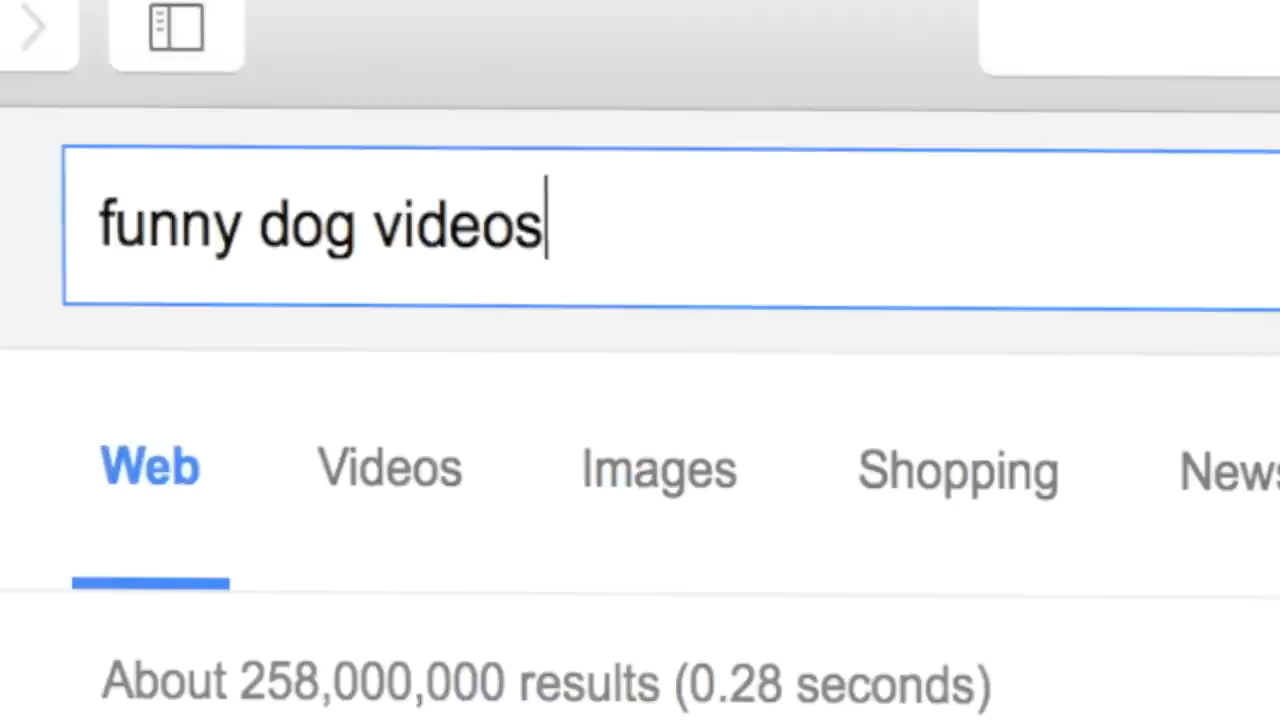 funny dog videos
Web Videos Images Shopping News
About 258,000,000 results (0.28 seconds)